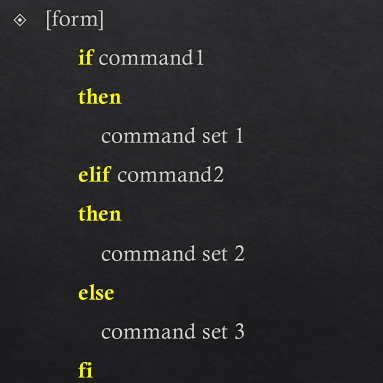 [form]
if command1
then
command set 1
elif command2
then
command set 2
else
command set 3
fi